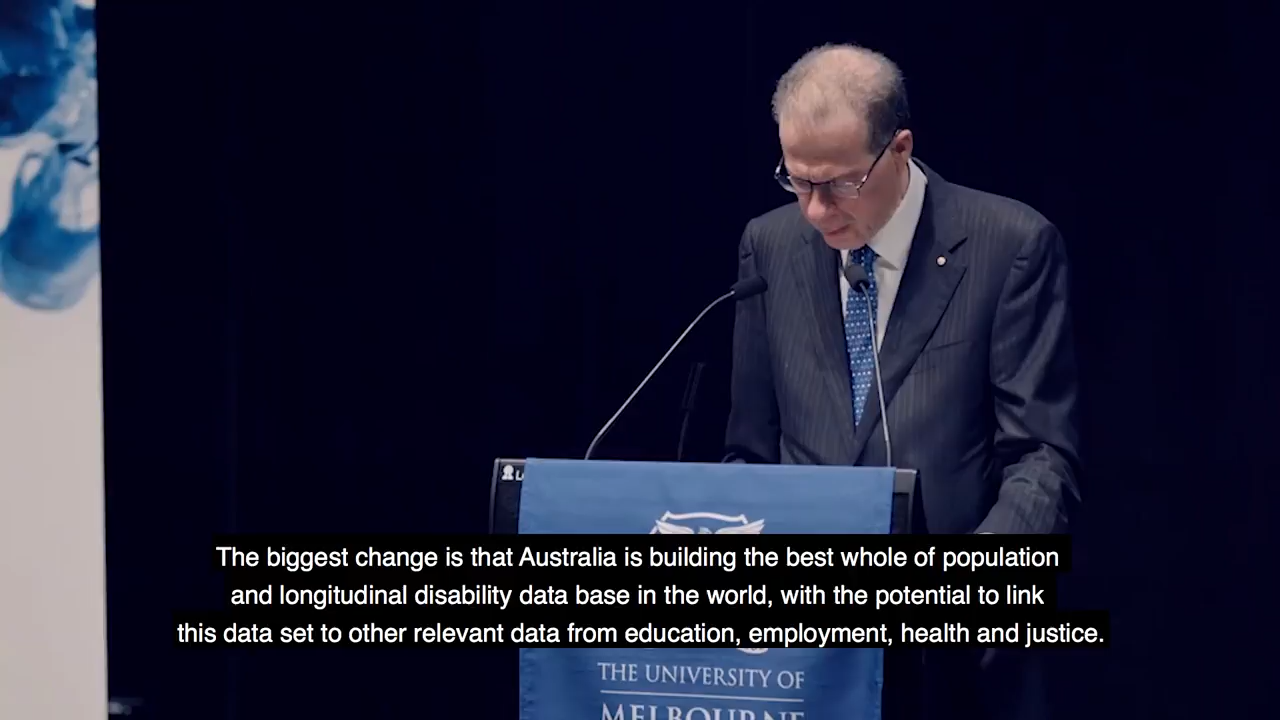 The biggest change is that Australia is building the best whole of population
and longitudinal disability data base in the world, with the potential to link
this data set to other relevant data from education, employment, health and justice.
THE UNIVERSITY OF
MELBOURNE